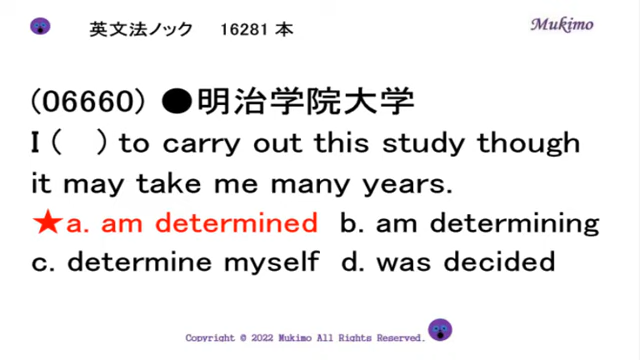 英文法ノック 16281 本 Mukimo
(06660) ●明治学院大学
I ( ) to carry out this study though
it may take me many years.
★a. am determined b. am determining
c. determine myself d. was decided
Copyright © 2022 Mukimo All Rights Reserved.